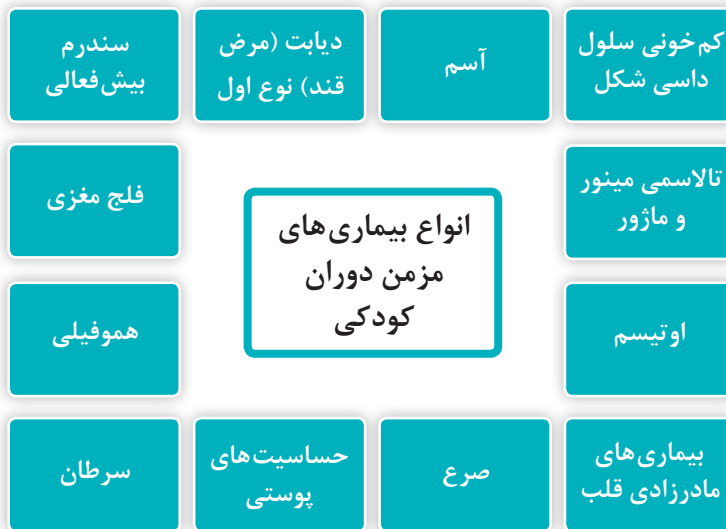 کم‌خونی سلول
داسی شکل
آسم
دیابت (مرض
قند) نوع اول
سندرم
بیش‌فعالی
تالاسمی مینور
و ماژور
فلج مغزی
انواع بیماری‌های
مزمن دوران
کودکی
اوتیسم
هموفیلی
بیماری‌های
مادرزادی قلب
صرع
حساسیت‌های
پوستی
سرطان